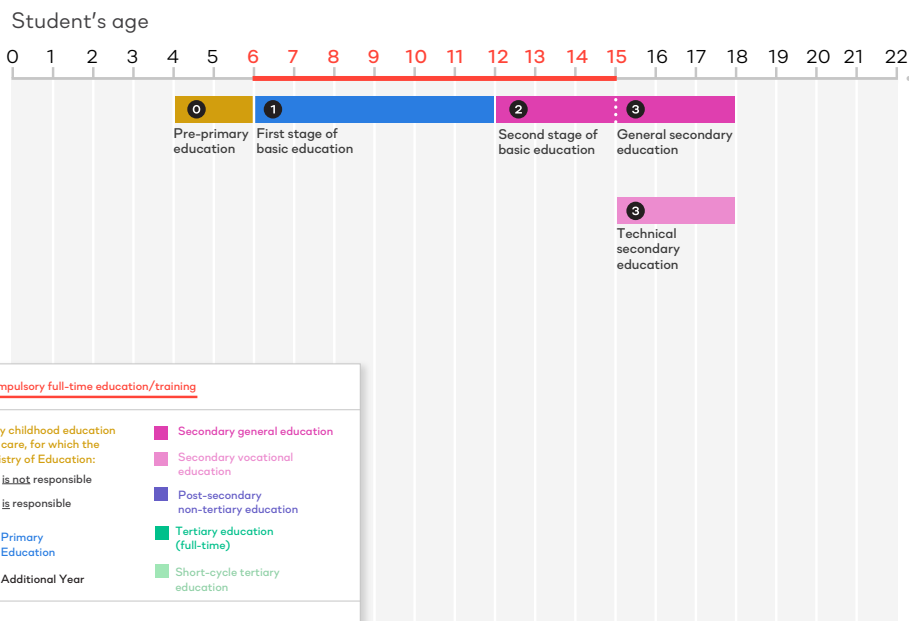 Student's age
0 1 2 3 4 5 6 7 8 9 10 11 12 13 14 15 16 17 18 19 20 21 22
0 1 2 3
Pre-primary
education
First stage of
basic education
Second stage of
basic education
General secondary
education
3
Technical
secondary
education
mpulsory full-time education/training
y childhood education
care, for which the
istry of Education:
is not responsible
is responsible
Primary
Education
Additional Year
Secondary general education
Secondary vocational
education
Post-secondary
non-tertiary education
Tertiary education
(full-time)
Short-cycle tertiary
education